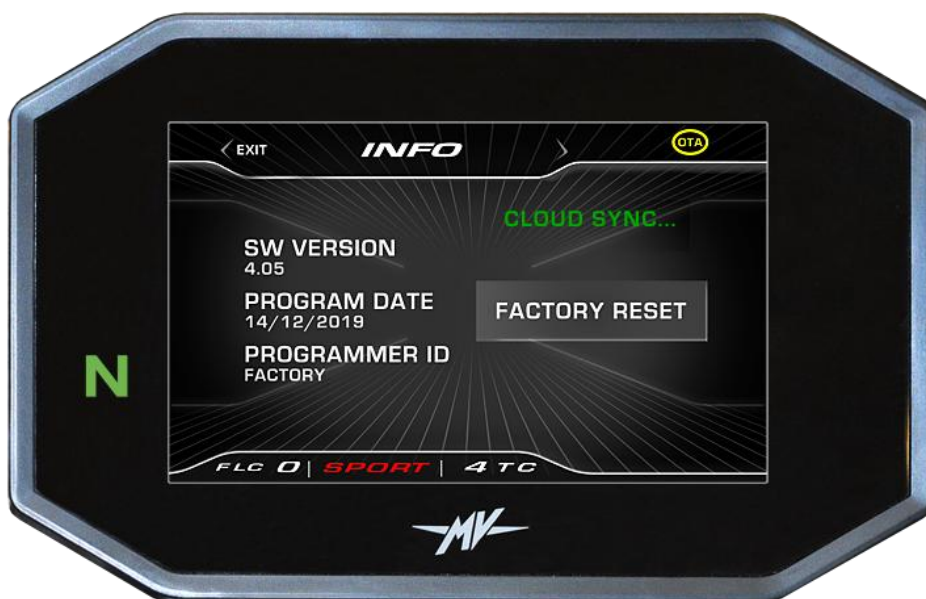 EXIT
INFO
OTA
CLOUD SYNC...
SW VERSION
4.05
PROGRAM DATE
14/12/2019
FACTORY RESET
PROGRAMMER ID
FACTORY
N
FLC 0 | SPORT | 4 TC
MV